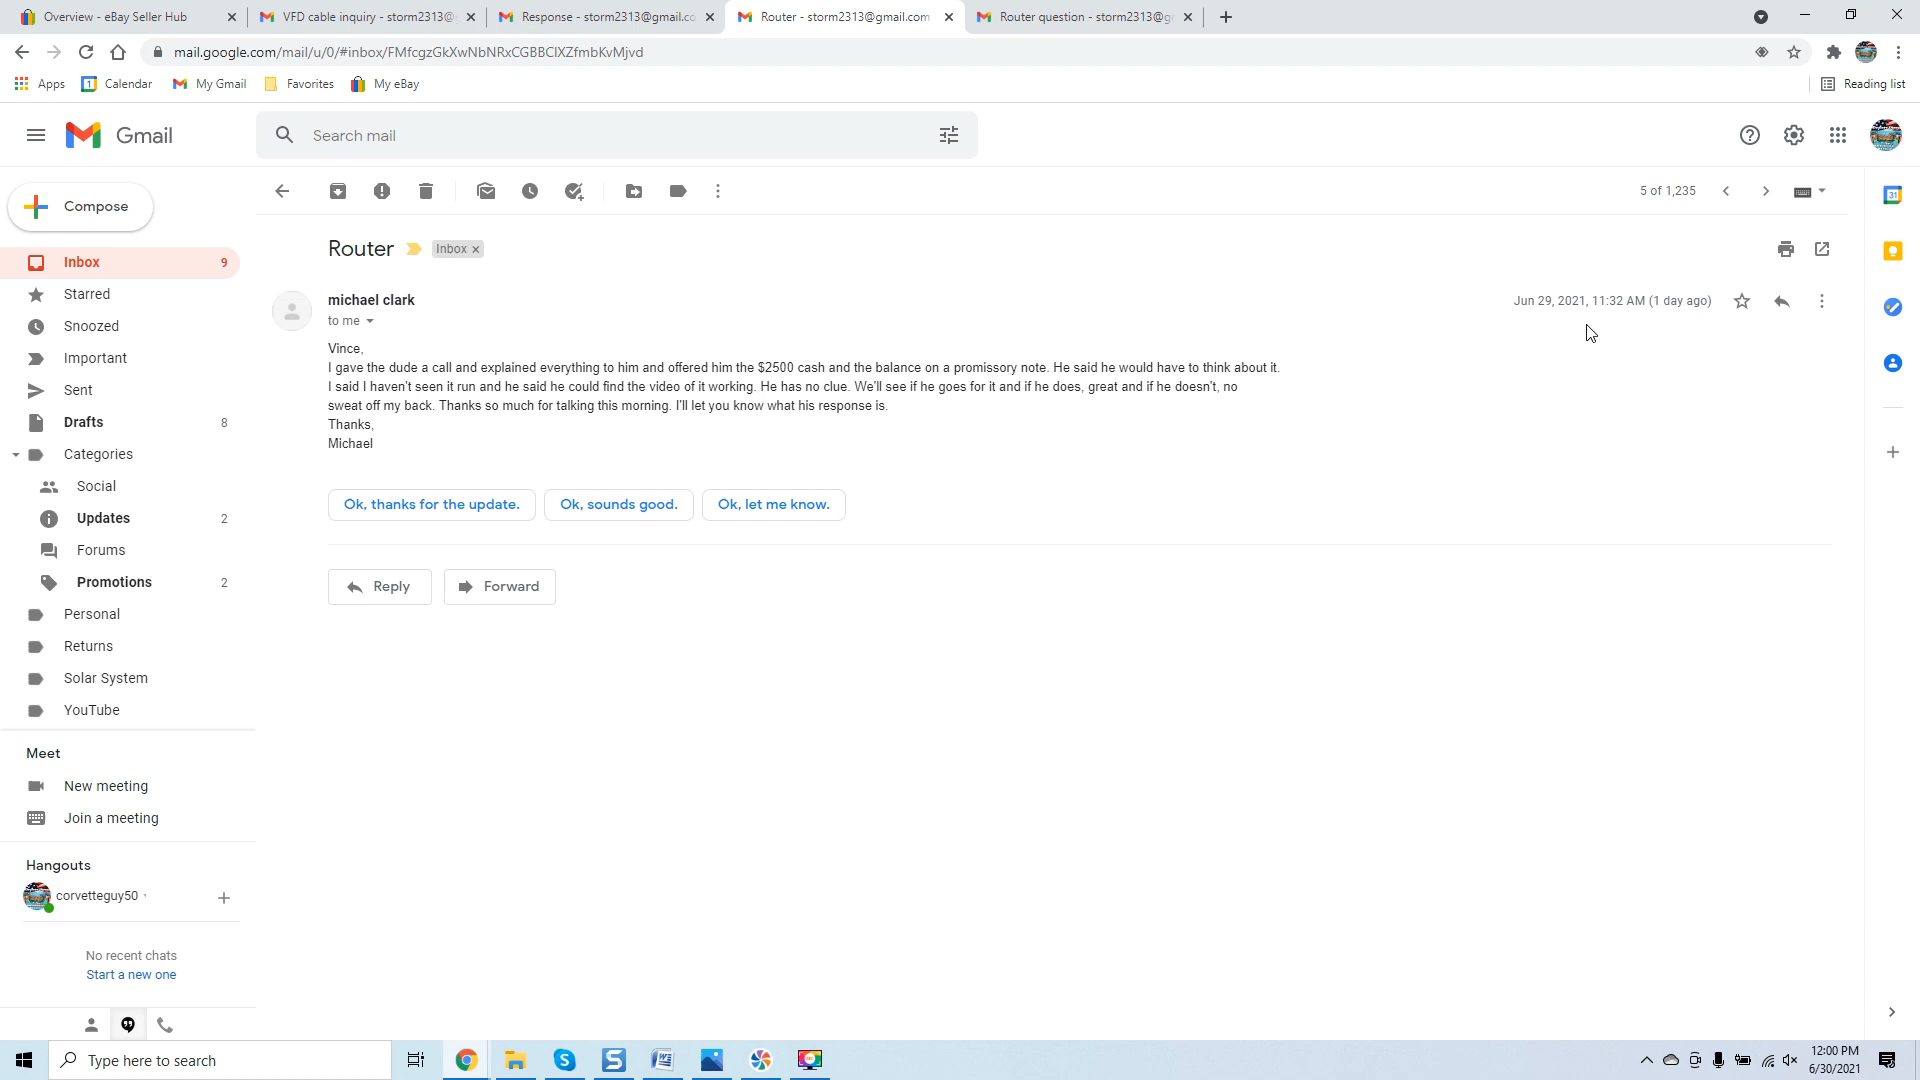 Overview - eBay Seller Hub
VFD cable inquiry - storm2313@g
Response - storm2313@gmail.co
Router - storm2313@gmail.com
Router question - storm2313@g
mail.google.com/mail/u/0/#inbox/FMfcgzGkXwNbNRxCGBBClXZfmbKvMjvd
Apps
Calendar
My Gmail
Favorites
My eBay
Reading list
Gmail
Search mail
Compose
5 of 1,235
Inbox 9
Starred
Snoozed
Important
Sent
Drafts 8
Categories
Social
Updates 2
Forums
Promotions 2
Personal
Returns
Solar System
YouTube
Meet
New meeting
Join a meeting
Hangouts
corvetteguy50
No recent chats
Start a new one
Router Inbox x
michael clark
Jun 29, 2021, 11:32 AM (1 day ago)
to me
Vince,
I gave the dude a call and explained everything to him and offered him the $2500 cash and the balance on a promissory note. He said he would have to think about it.
I said I haven't seen it run and he said he could find the video of it working. He has no clue. We'll see if he goes for it and if he does, great and if he doesn't, no
sweat off my back. Thanks so much for talking this morning. I'll let you know what his response is.
Thanks,
Michael
Ok, thanks for the update.
Ok, sounds good.
Ok, let me know.
Reply
Forward
Type here to search
12:00 PM
6/30/2021